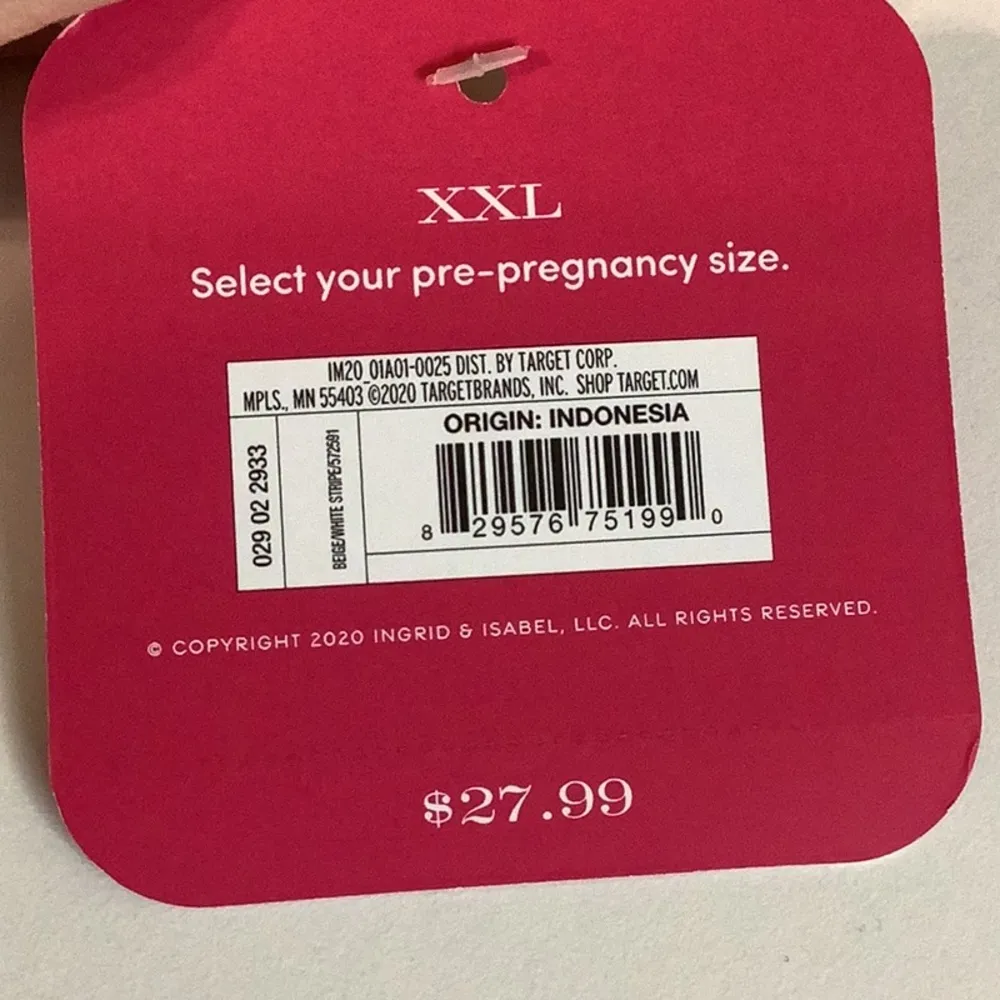 XXL
Select your pre-pregnancy size.
IM20 01A01-0025 DIST. BY TARGET CORP.
MPLS., MN 55403 ©2020 TARGETBRANDS, INC. SHOP TARGET.COM
029 02 2933
BEIGE/WHITE STRIPE/572591
ORIGIN: INDONESIA
8 29576 75199 0
© COPYRIGHT 2020 INGRID & ISABEL, LLC. ALL RIGHTS RESERVED.
$27.99